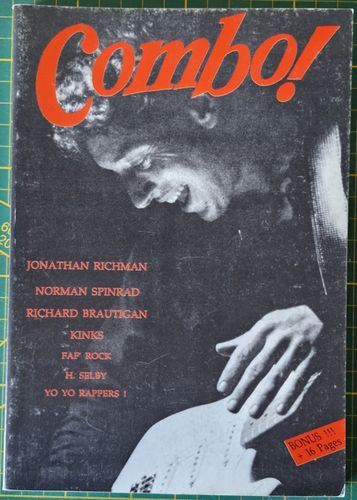 Combo!
JONATHAN RICHMAN
NORMAN SPINRAD
RICHARD BRAUTIGAN
KINKS
FAP' ROCK
H. SELBY
YO YO RAPPERS !
BONUS !!!
+ 16 Pages